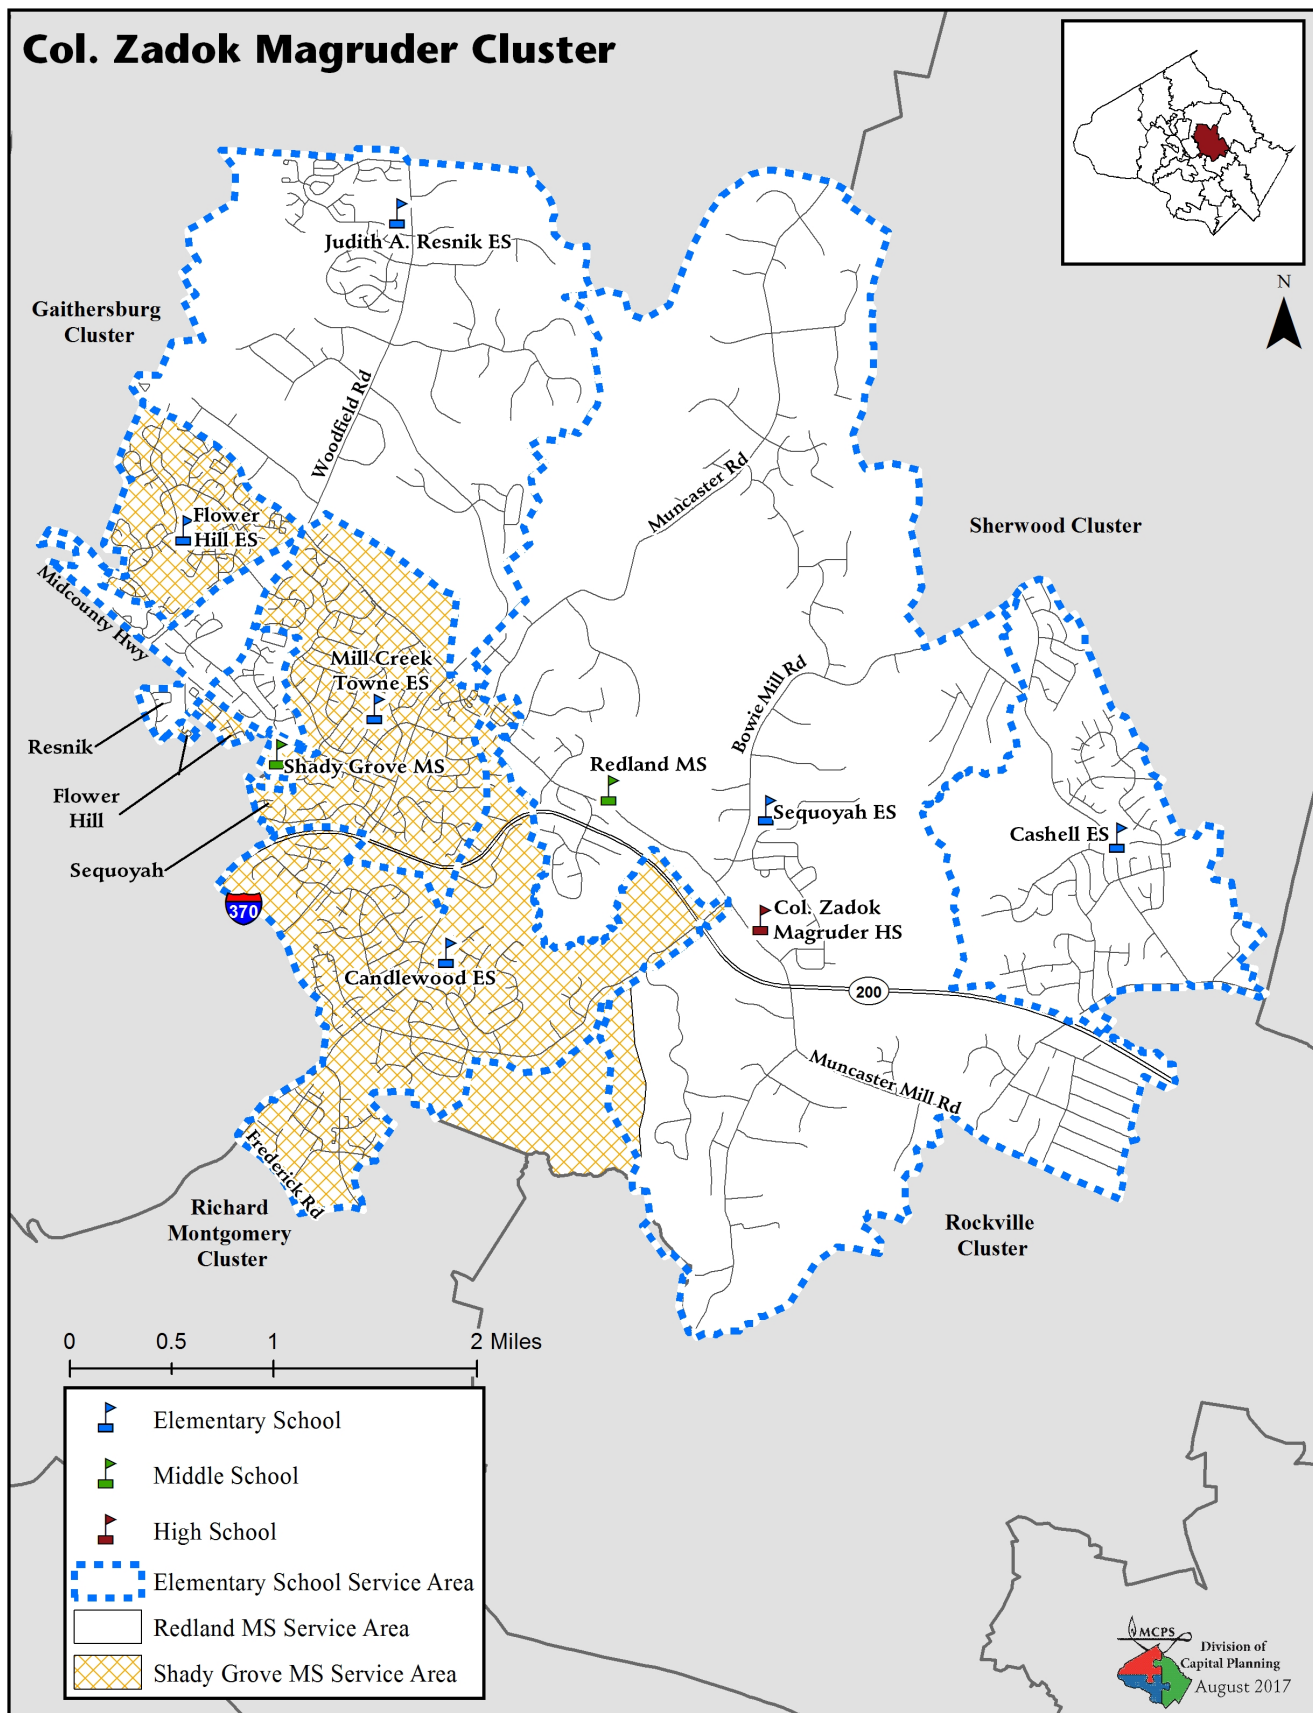 Col. Zadok Magruder Cluster
N
Judith A. Resnik ES
Gaithersburg
Cluster
Woodfield Rd
Muncaster Rd
Flower
Hill ES
Sherwood Cluster
Midcounty Hwy
Mill Creek
Towne ES
Bowie Mill Rd
Resnik
Shady Grove MS
Redland MS
Flower
Hill
Sequoyah ES
Cashell ES
Sequoyah
370
Col. Zadok
Magruder HS
Candlewood ES
200
Muncaster Mill Rd
Frederick Rd
Richard
Montgomery
Cluster
Rockville
Cluster
0 0.5 1 2 Miles
Elementary School
Middle School
High School
Elementary School Service Area
Redland MS Service Area
Shady Grove MS Service Area
MCPS
Division of
Capital Planning
August 2017